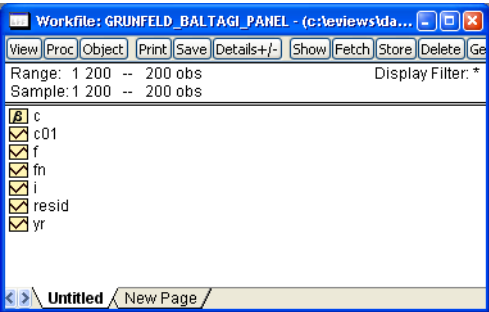 Workfile: GRUNFELD_BALTAGI_PANEL - (c:\eviews\da...
View Proc Object Print Save Details+/- Show Fetch Store Delete Ge
Range: 1 200 -- 200 obs Display Filter: *
Sample: 1 200 -- 200 obs
β c
c01
f
fn
i
resid
yr
Untitled New Page